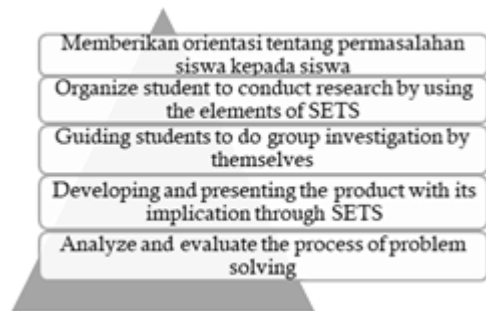 Memberikan orientasi tentang permasalahan
siswa kepada siswa
Organize student to conduct research by using
the elements of SETS
Guiding students to do group investigation by
themselves
Developing and presenting the product with its
implication through SETS
Analyze and evaluate the process of problem
solving